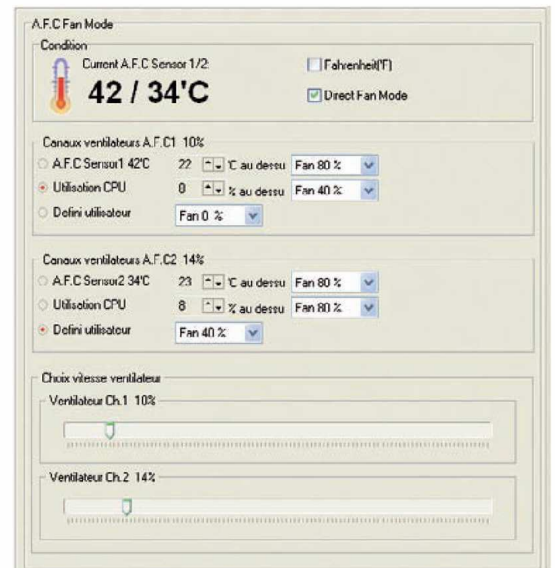 A.F.C Fan Mode
Condition
Current A.F.C Sensor 1/2:
42 / 34'C
Fahrenheit('F)
Direct Fan Mode
Canaux ventilateurs A.F.C1 10%
A.F.C Sensor1 42'C 22 'C au dessu Fan 80 %
Utilisation CPU 8 % au dessu Fan 40 %
Defini utilisateur Fan 0 %
Canaux ventilateurs A.F.C2 14%
A.F.C Sensor2 34'C 23 'C au dessu Fan 80 %
Utilisation CPU 8 % au dessu Fan 80 %
Defini utilisateur Fan 40 %
Choix vitesse ventilateur
Ventilateur Ch.1 10%
Ventilateur Ch.2 14%